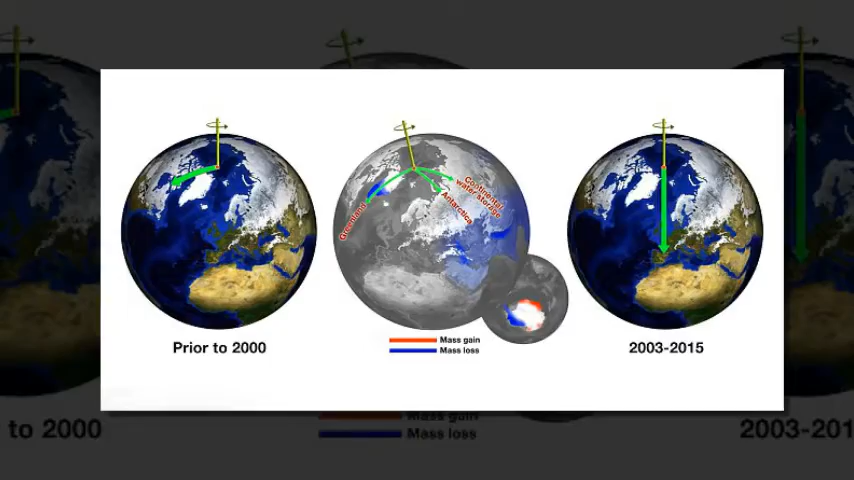 Greenland
Antarctica
Continental
water storage
Mass gain
Mass loss
Prior to 2000
2003-2015
to 2000
Mass gain
Mass loss
2003-201